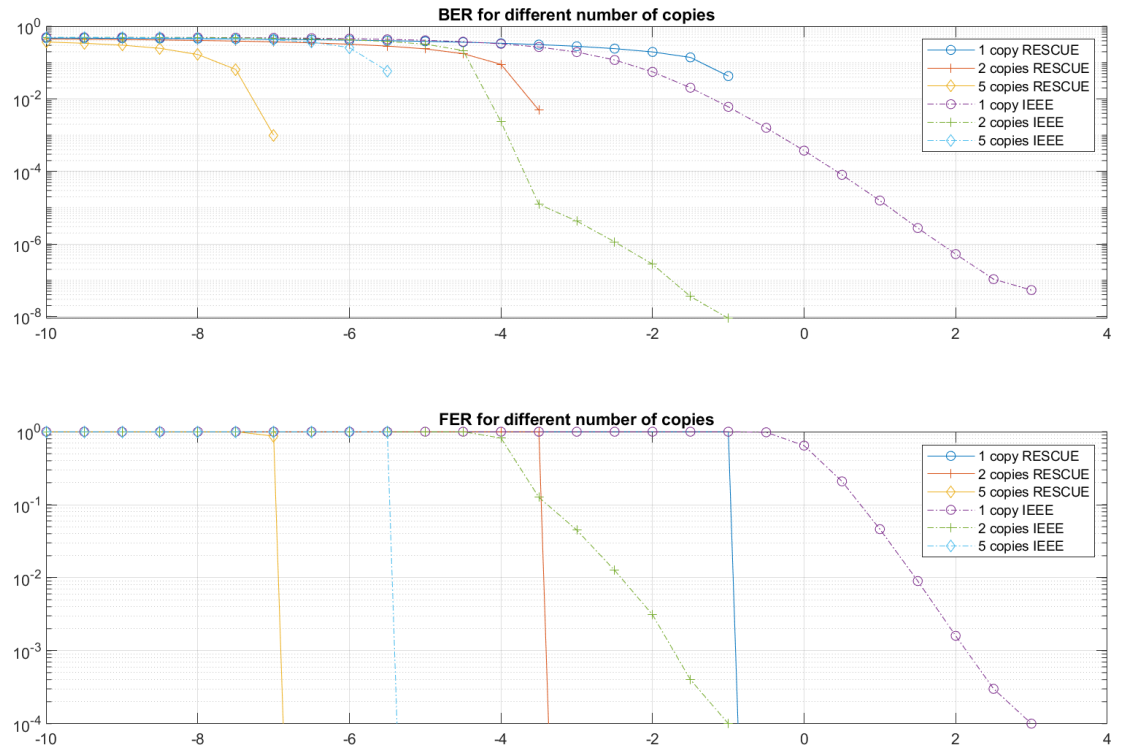 BER for different number of copies
10^0
10^-2
10^-4
10^-6
10^-8
-10
-8
-6
-4
-2
0
2
4
1 copy RESCUE
2 copies RESCUE
5 copies RESCUE
1 copy IEEE
2 copies IEEE
5 copies IEEE
FER for different number of copies
10^0
10^-1
10^-2
10^-3
10^-4
-10
-8
-6
-4
-2
0
2
4
1 copy RESCUE
2 copies RESCUE
5 copies RESCUE
1 copy IEEE
2 copies IEEE
5 copies IEEE